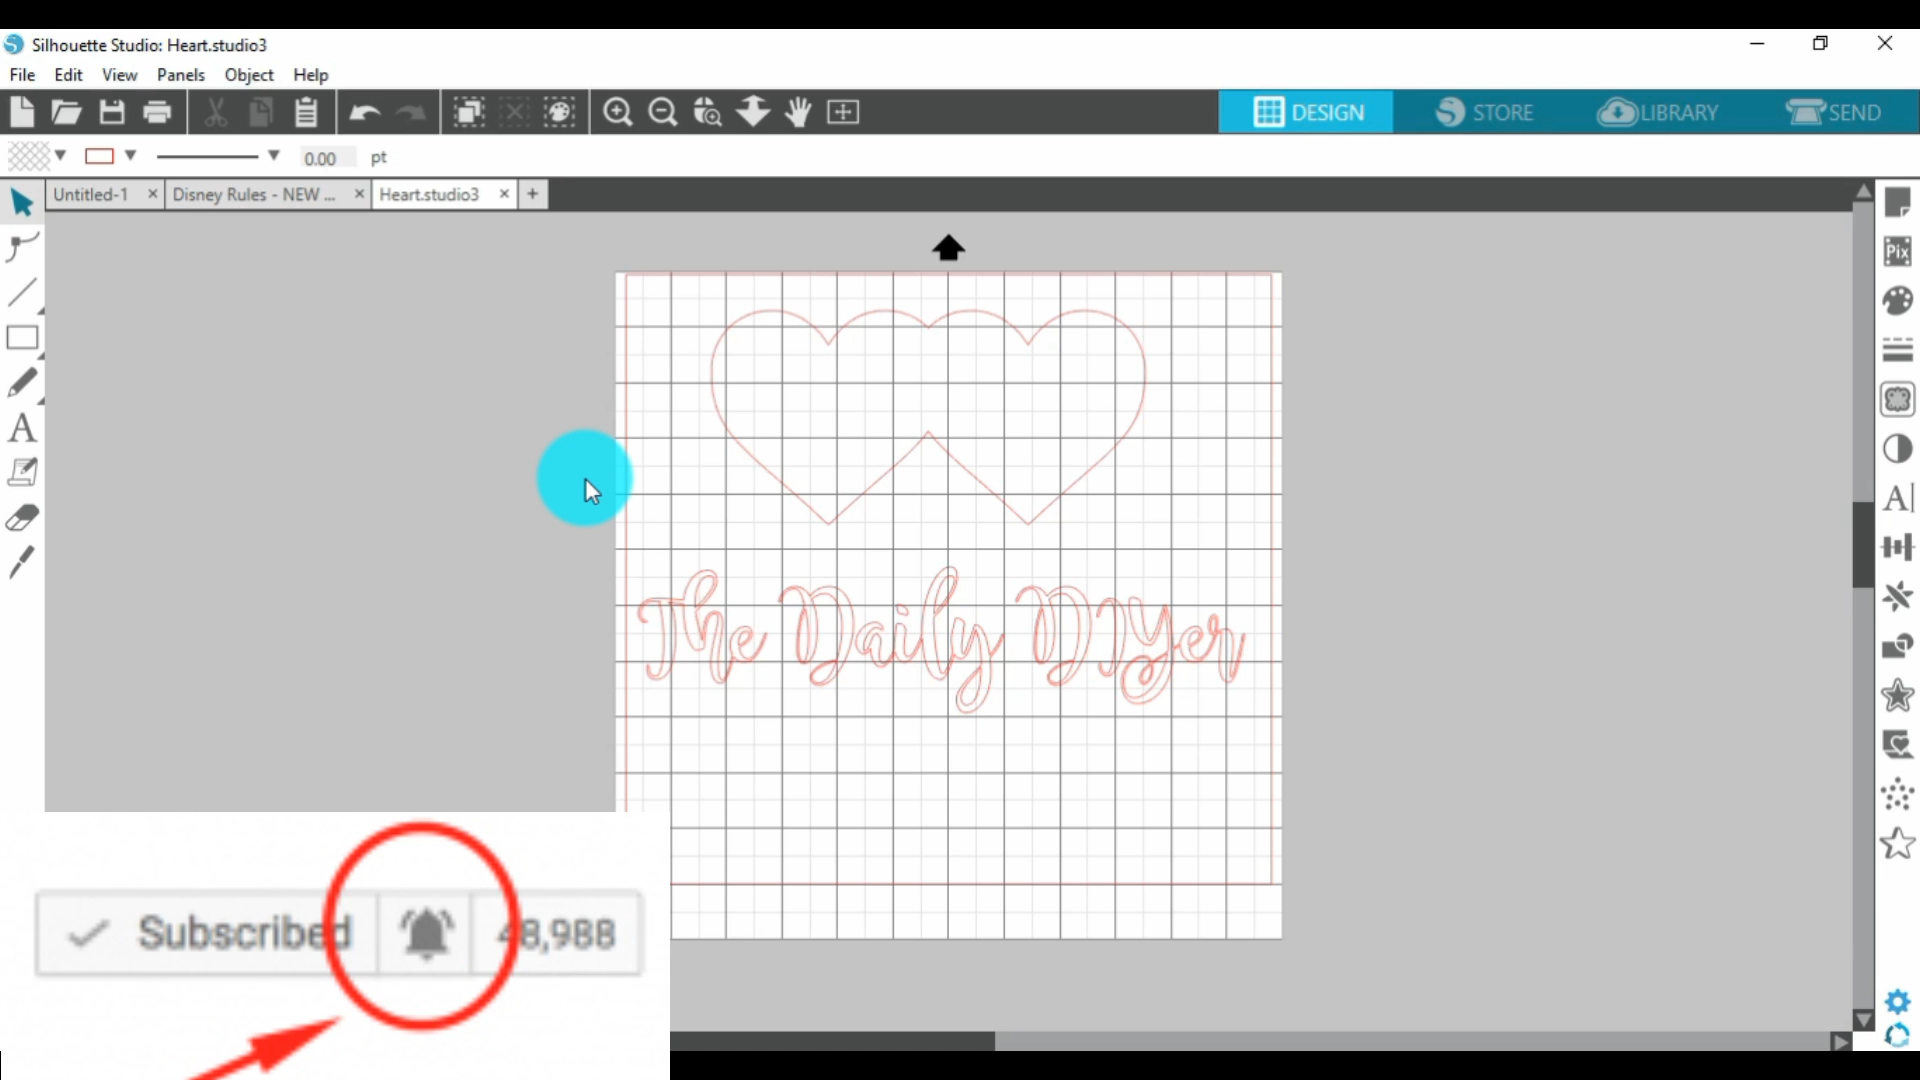 Silhouette Studio: Heart.studio3
File Edit View Panels Object Help
DESIGN STORE LIBRARY SEND
0.00 pt
Untitled-1 Disney Rules - NEW ... Heart.studio3
Pix
The Daily DIYer
Subscribed 48,988